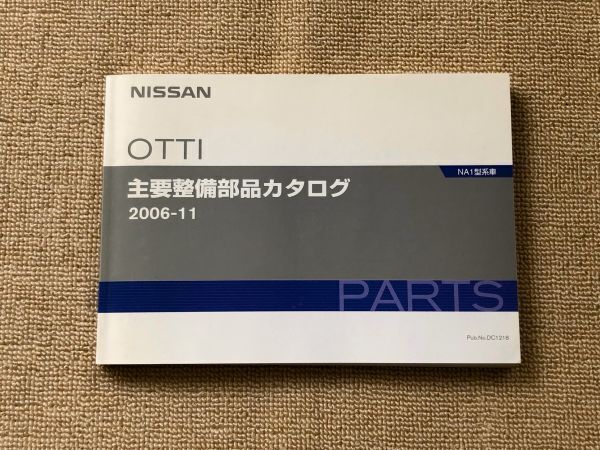 NISSAN
OTTI
NA1型系車
主要整備部品カタログ
2006-11
PARTS
Pub.No.DC1218